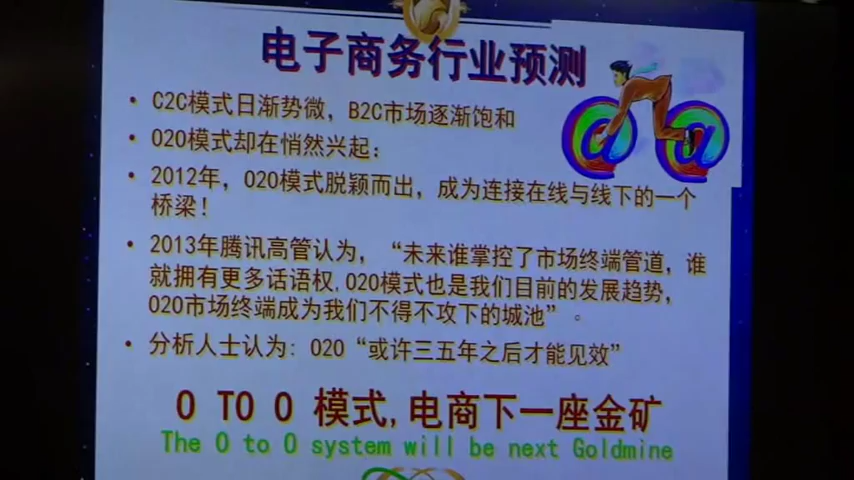 电子商务行业预测
• C2C模式日渐势微，B2C市场逐渐饱和
• O2O模式却在悄然兴起：
• 2012年，O2O模式脱颖而出，成为连接在线与线下的一个
桥梁！
• 2013年腾讯高管认为，“未来谁掌控了市场终端管道，谁
就拥有更多话语权，O2O模式也是我们目前的发展趋势，
O2O市场终端成为我们不得不攻下的城池”。
• 分析人士认为：O2O“或许三五年之后才能见效”
O TO O 模式,电商下一座金矿
The O to O system will be next Goldmine